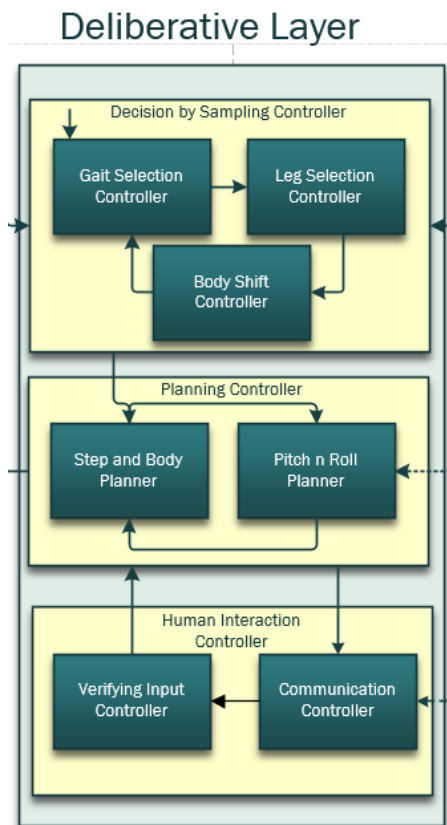 Deliberative Layer
Decision by Sampling Controller
Gait Selection
Controller
Leg Selection
Controller
Body Shift
Controller
Planning Controller
Step and Body
Planner
Pitch n Roll
Planner
Human Interaction
Controller
Verifying Input
Controller
Communication
Controller